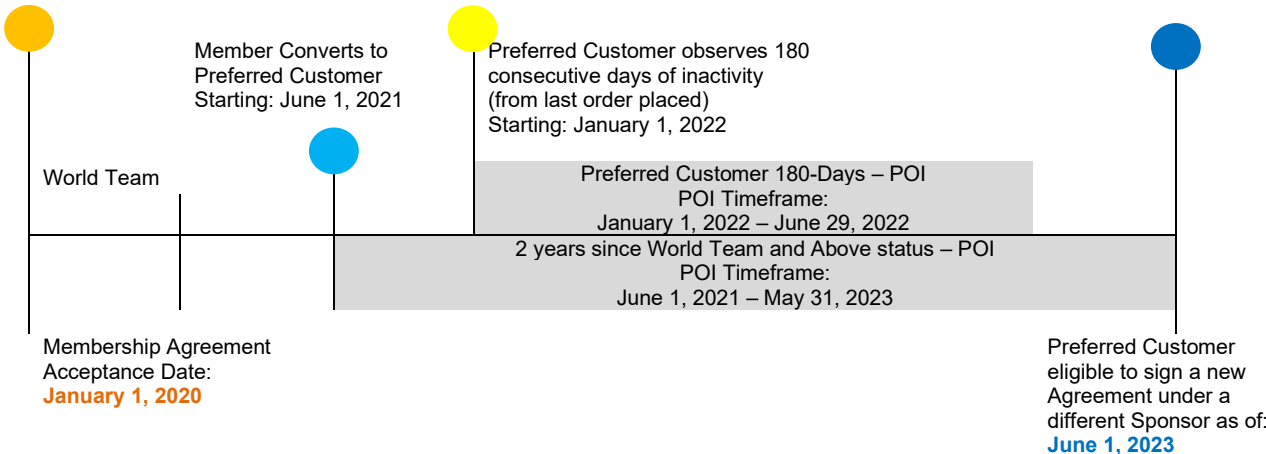 Member Converts to
Preferred Customer
Starting: June 1, 2021
Preferred Customer observes 180
consecutive days of inactivity
(from last order placed)
Starting: January 1, 2022
World Team
Preferred Customer 180-Days – POI
POI Timeframe:
January 1, 2022 – June 29, 2022
2 years since World Team and Above status – POI
POI Timeframe:
June 1, 2021 – May 31, 2023
Membership Agreement
Acceptance Date:
January 1, 2020
Preferred Customer
eligible to sign a new
Agreement under a
different Sponsor as of:
June 1, 2023